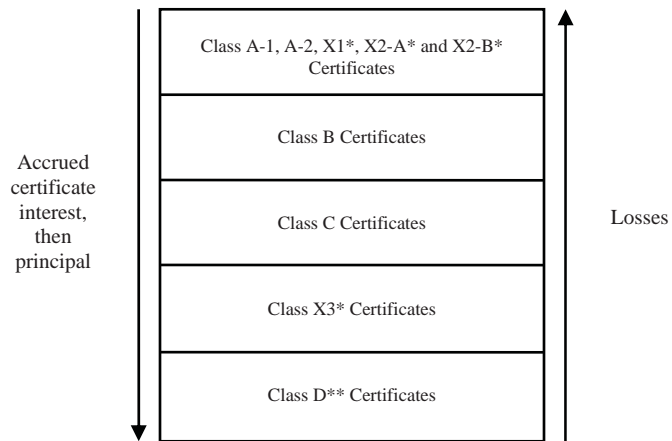 Class A-1, A-2, X1*, X2-A* and X2-B*
Certificates
Class B Certificates
Accrued
certificate
interest,
then
principal
Class C Certificates
Losses
Class X3* Certificates
Class D** Certificates